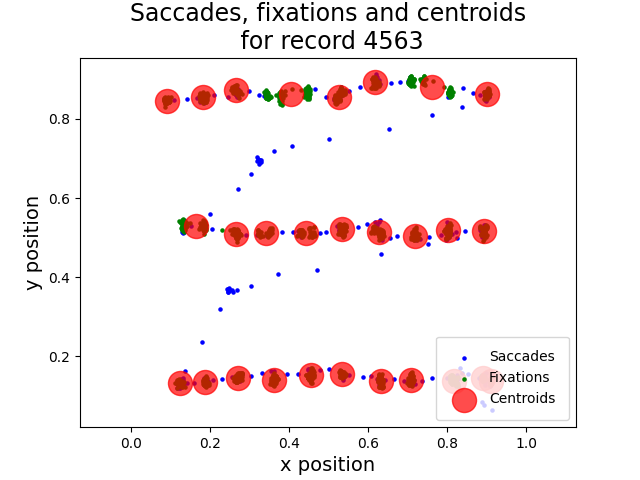 Saccades, fixations and centroids
for record 4563
y position
0.8
0.6
0.4
0.2
0.0 0.2 0.4 0.6 0.8 1.0
x position
Saccades
Fixations
Centroids